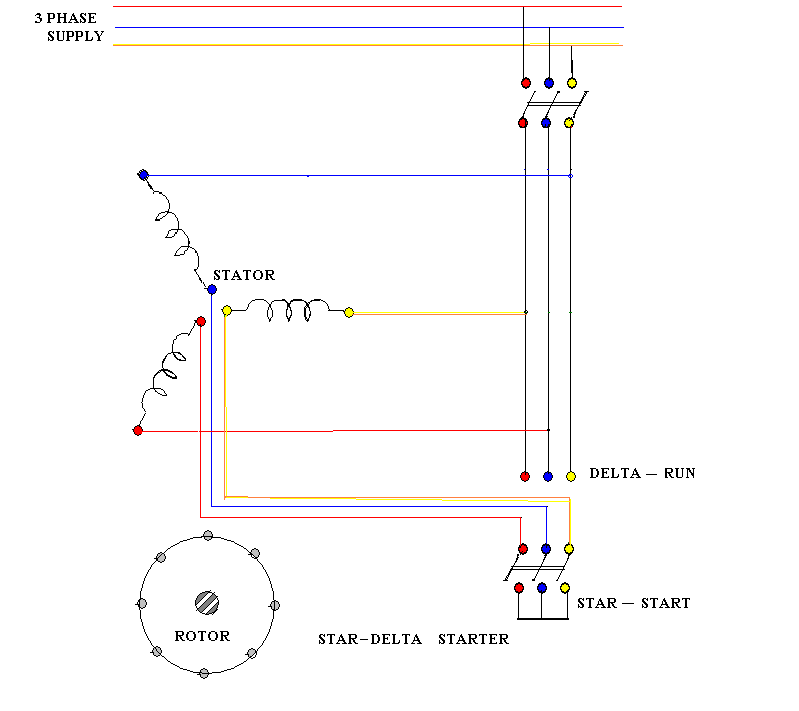 3 PHASE
SUPPLY
STATOR
DELTA – RUN
STAR – START
ROTOR
STAR–DELTA STARTER